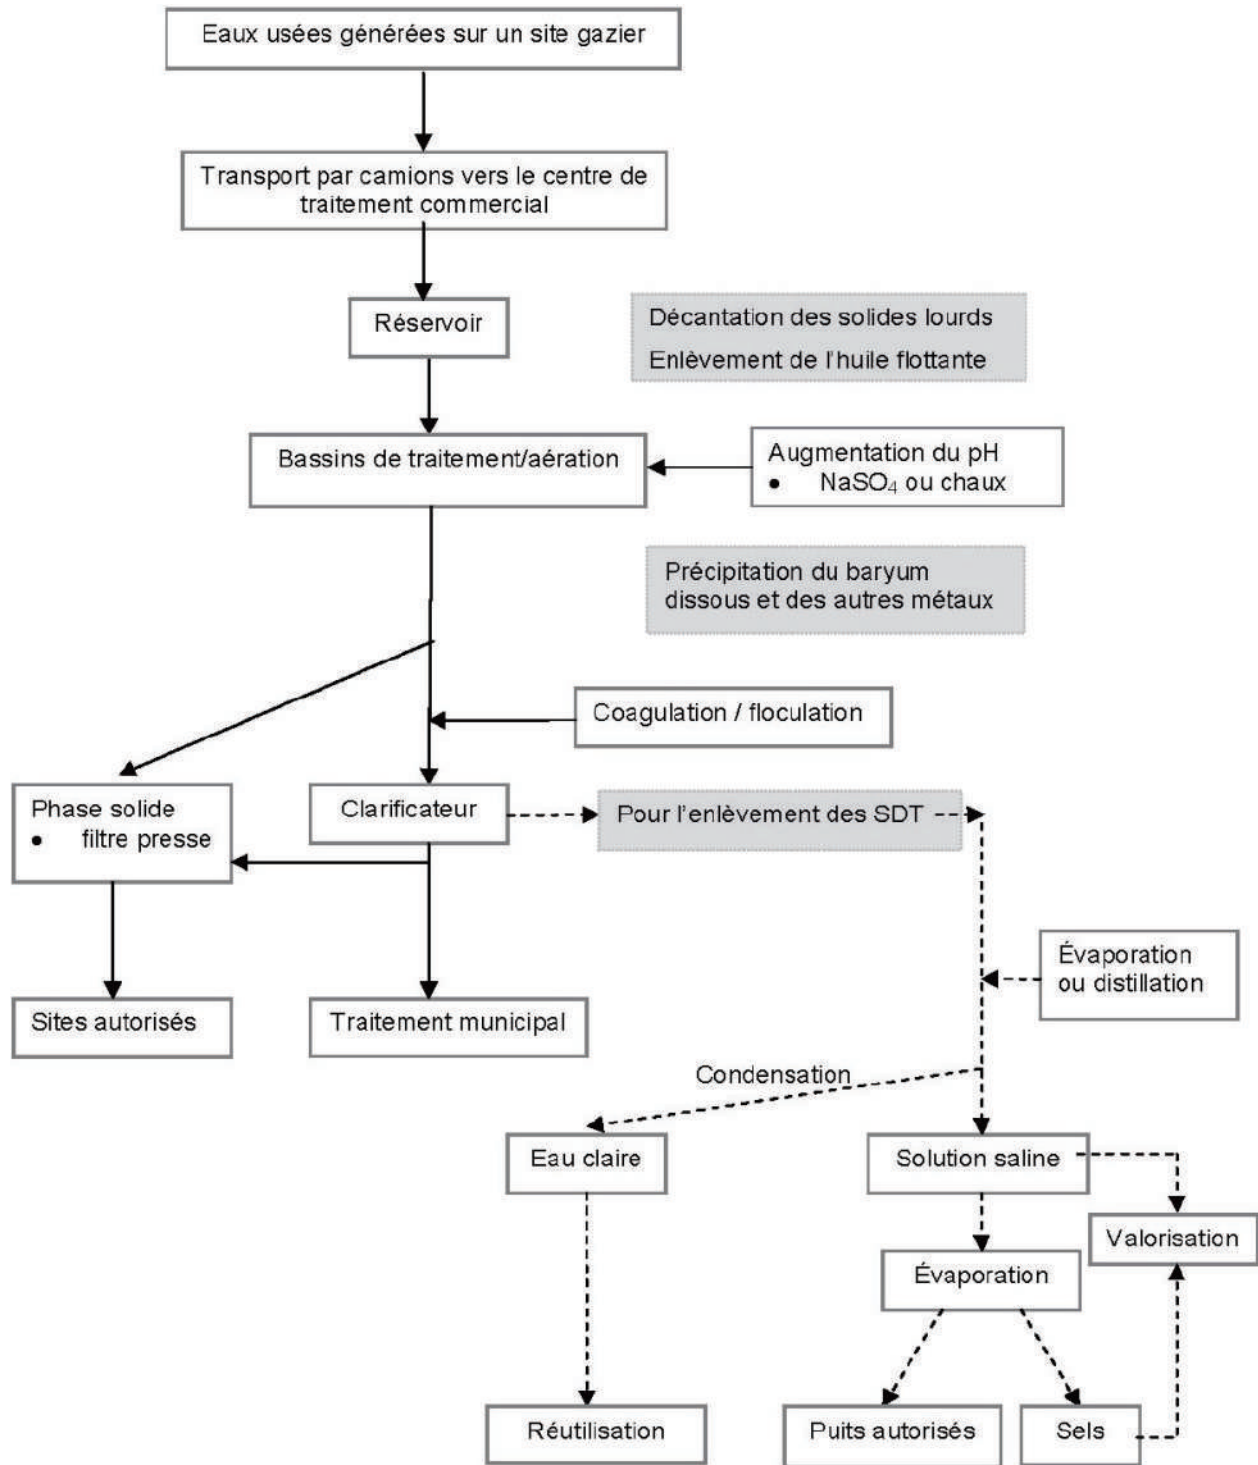 Eaux usées générées sur un site gazier
Transport par camions vers le centre de
traitement commercial
Réservoir
Décantation des solides lourds
Enlèvement de l'huile flottante
Bassins de traitement/aération
Augmentation du pH
• NaSO₄ ou chaux
Précipitation du baryum
dissous et des autres métaux
Coagulation / floculation
Phase solide
• filtre presse
Clarificateur
Pour l'enlèvement des SDT
Évaporation
ou distillation
Sites autorisés
Traitement municipal
Condensation
Eau claire
Solution saline
Valorisation
Évaporation
Réutilisation
Puits autorisés
Sels